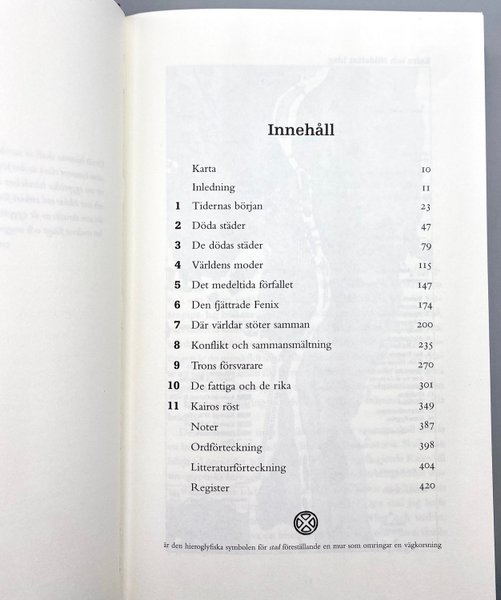 Innehåll
Karta 10
Inledning 11
1 Tidernas början 23
2 Döda städer 47
3 De dödas städer 79
4 Världens moder 115
5 Det medeltida förfallet 147
6 Den fjättrade Fenix 174
7 Där världar stöter samman 200
8 Konflikt och sammansmältning 235
9 Trons försvarare 270
10 De fattiga och de rika 301
11 Kairos röst 349
Noter 387
Ordförteckning 398
Litteraturförteckning 404
Register 420
är den hieroglyfiska symbolen för stad föreställande en mur som omringar en vägkorsning